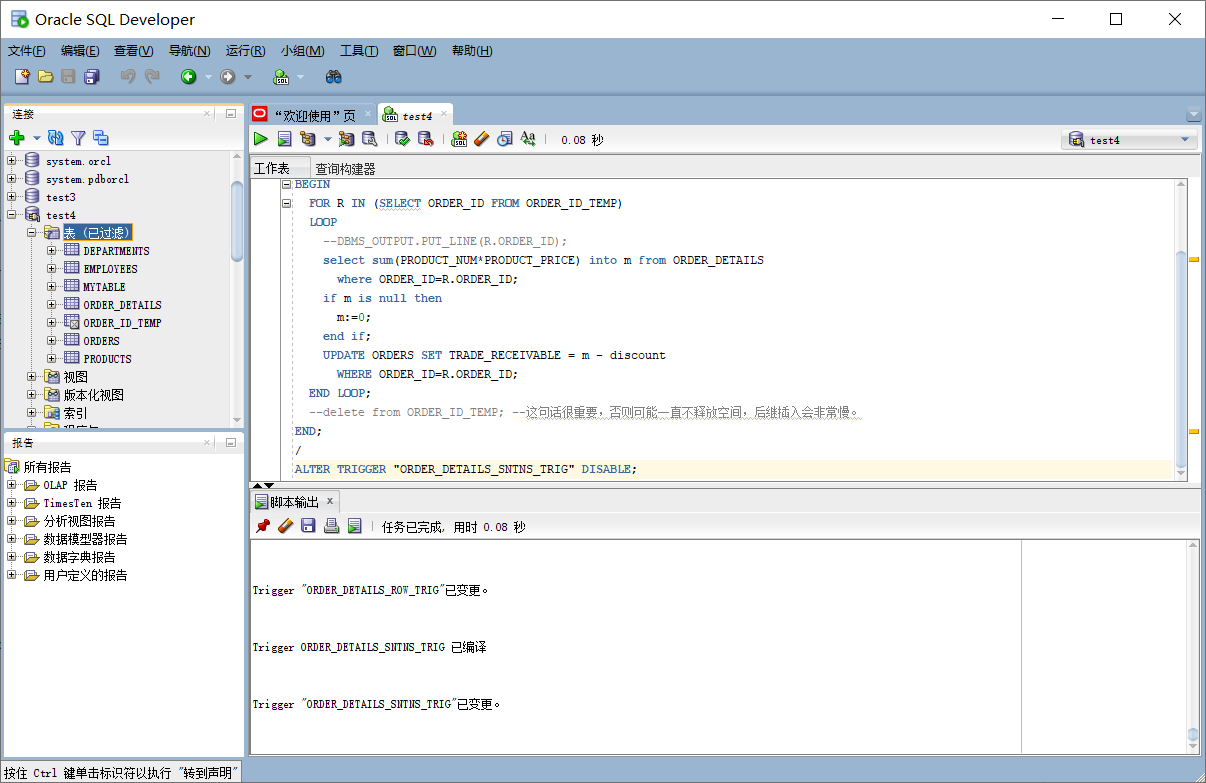 Oracle SQL Developer
文件(F) 编辑(E) 查看(V) 导航(N) 运行(R) 小组(M) 工具(T) 窗口(W) 帮助(H)
连接
system.orcl
system.pdborcl
test3
test4
表 (已过滤)
DEPARTMENTS
EMPLOYEES
MYTABLE
ORDER_DETAILS
ORDER_ID_TEMP
ORDERS
PRODUCTS
视图
版本化视图
索引
报告
所有报告
OLAP 报告
TimesTen 报告
分析视图报告
数据模型器报告
数据字典报告
用户定义的报告
“欢迎使用”页 test4
0.08 秒
test4
工作表 查询构建器
BEGIN
FOR R IN (SELECT ORDER_ID FROM ORDER_ID_TEMP)
LOOP
--DBMS_OUTPUT.PUT_LINE(R.ORDER_ID);
select sum(PRODUCT_NUM*PRODUCT_PRICE) into m from ORDER_DETAILS
where ORDER_ID=R.ORDER_ID;
if m is null then
m:=0;
end if;
UPDATE ORDERS SET TRADE_RECEIVABLE = m - discount
WHERE ORDER_ID=R.ORDER_ID;
END LOOP;
--delete from ORDER_ID_TEMP; --这句话很重要，否则可能一直不释放空间，后继插入会非常慢。
END;
/
ALTER TRIGGER "ORDER_DETAILS_SNTNS_TRIG" DISABLE;
脚本输出 x
任务已完成, 用时 0.08 秒
Trigger "ORDER_DETAILS_ROW_TRIG"已变更。
Trigger ORDER_DETAILS_SNTNS_TRIG 已编译
Trigger "ORDER_DETAILS_SNTNS_TRIG"已变更。
按住 Ctrl 键单击标识符以执行 "转到声明"